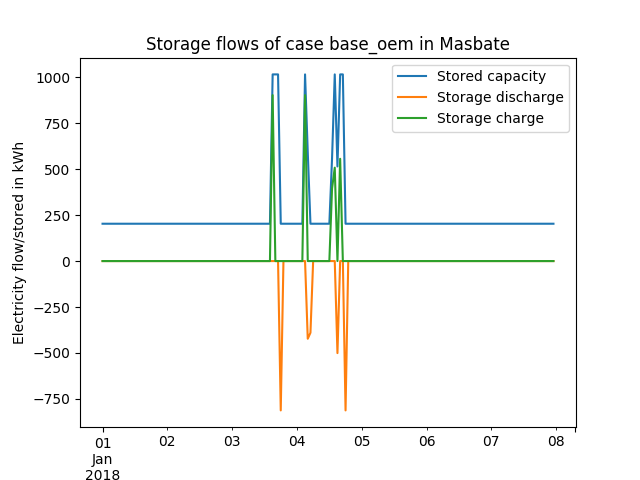 Storage flows of case base_oem in Masbate
Stored capacity
Storage discharge
Storage charge
Electricity flow/stored in kWh
1000
750
500
250
0
−250
−500
−750
01 02 03 04 05 06 07 08
Jan
2018